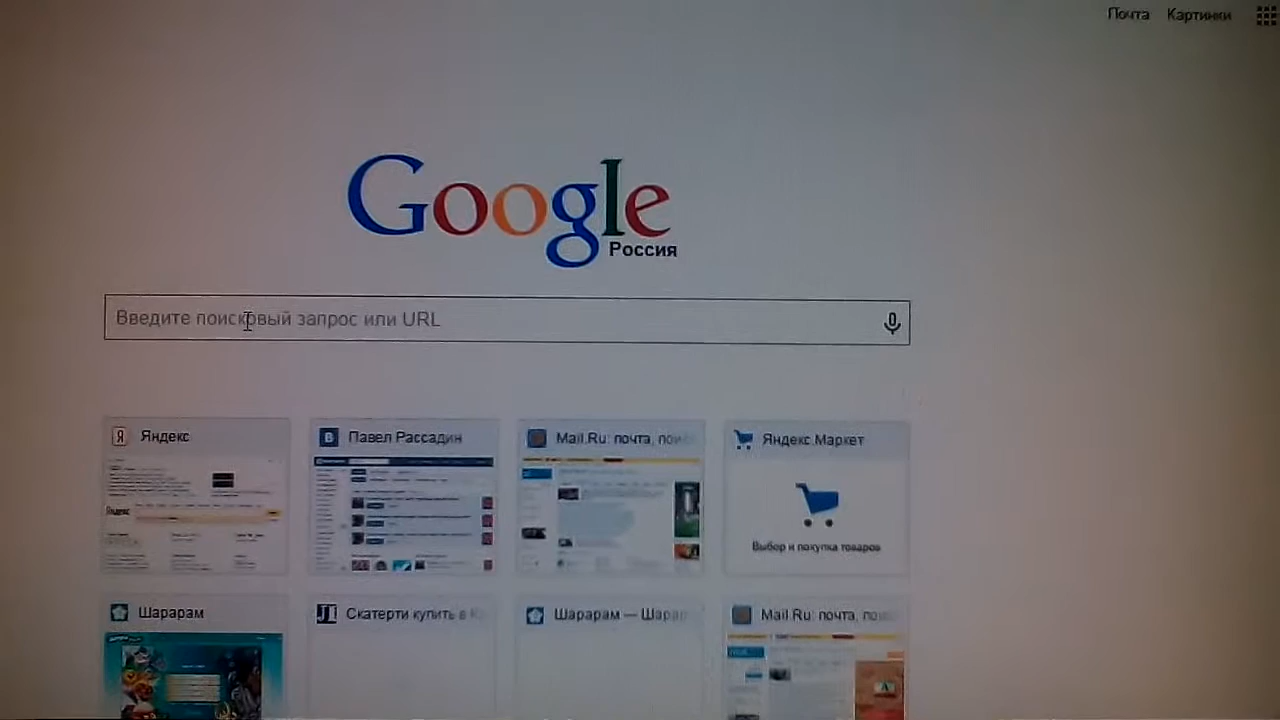 Почта Картинки
Google
Россия
Введите поисковый запрос или URL
Яндекс
Павел Рассадин
Mail.Ru: почта, пои
Яндекс.Маркет
Выбор и покупка товаров
Шарарам
Скатерти купить в К
Шарарам — Шарар
Mail.Ru: почта, пои